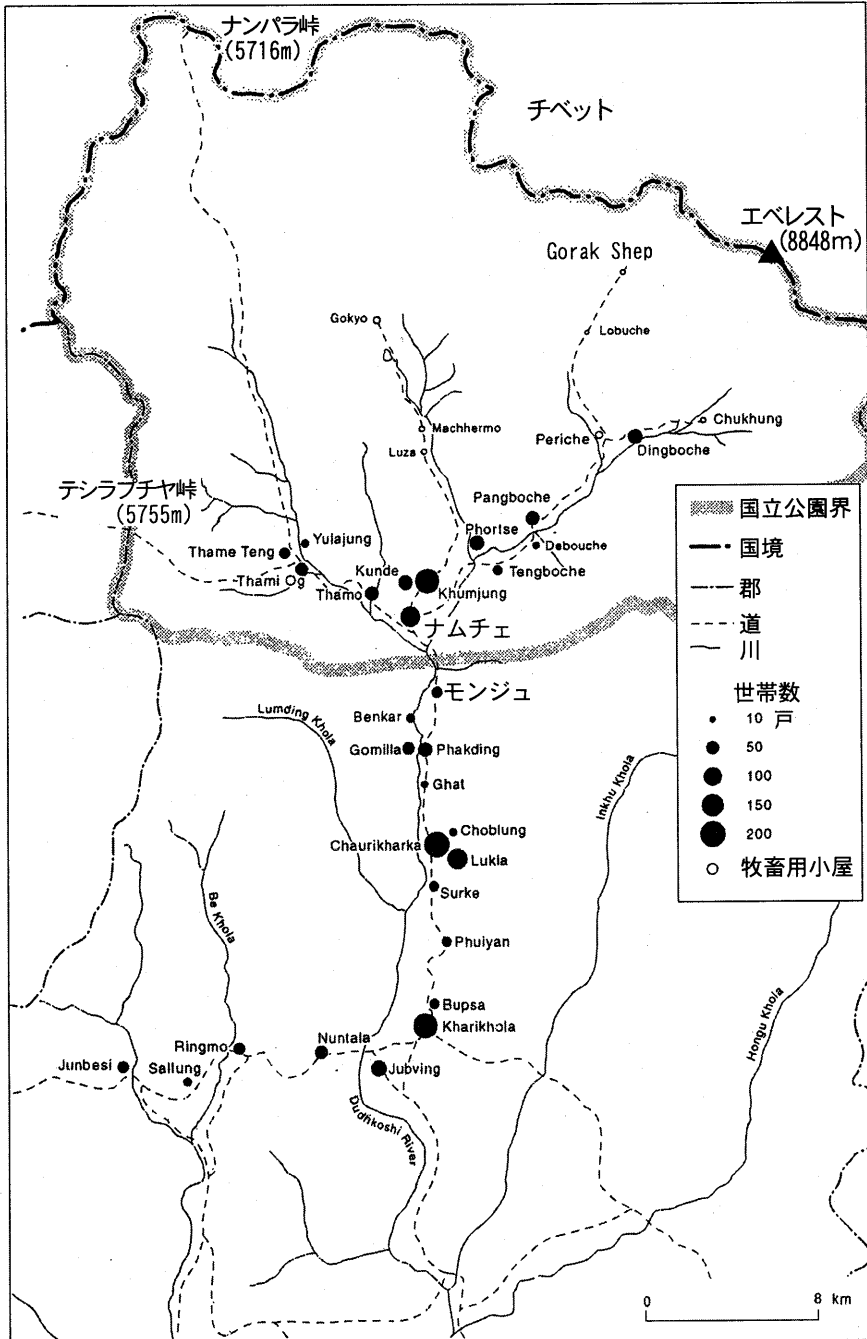 ナンパラ峠
(5716m)
チベット
エベレスト
(8848m)
Gorak Shep
Gokyo
Lobuche
Machhermo
Chukhung
Periche
Luza
Dingboche
テシラプチャ峠
(5755m)
Pangboche
Phortse
Yulajung
Debouche
Thame Teng
Kunde
Tengboche
Thami Og
Khumjung
Thamo
ナムチェ
モンジュ
Lumding Khola
Benkar
Gomilla
Phakding
Ghat
Inkhu Khola
Choblung
Chaurikharka
Lukla
Surke
Be Khola
Phuiyan
Bupsa
Kharikhola
Hongu Khola
Ringmo
Nuntala
Junbesi
Sallung
Jubving
Dudhkoshi River
国立公園界
国境
郡
道
川
世帯数
10 戸
50
100
150
200
牧畜用小屋
0 8 km